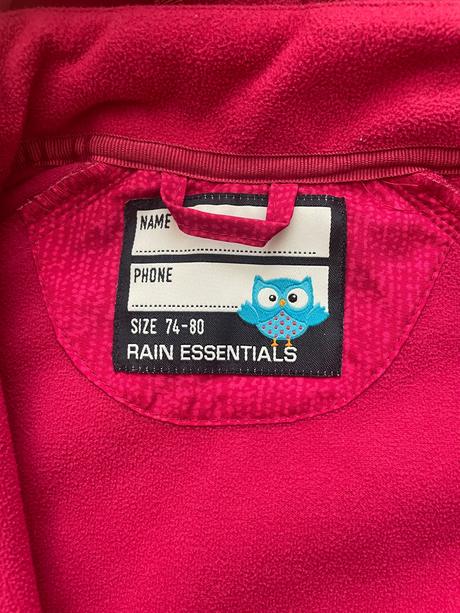 NAME
PHONE
SIZE 74-80
RAIN ESSENTIALS